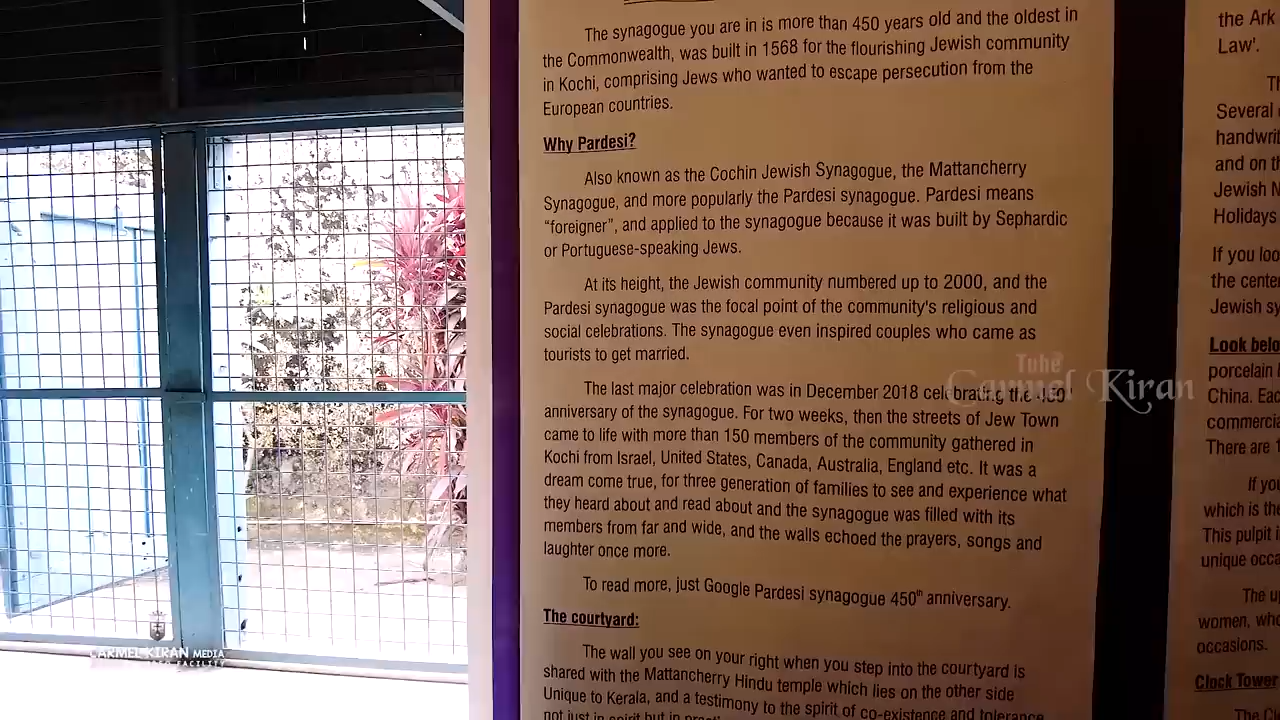 The synagogue you are in is more than 450 years old and the oldest in
the Commonwealth, was built in 1568 for the flourishing Jewish community
in Kochi, comprising Jews who wanted to escape persecution from the
European countries.
Why Pardesi?
Also known as the Cochin Jewish Synagogue, the Mattancherry
Synagogue, and more popularly the Pardesi synagogue. Pardesi means
“foreigner”, and applied to the synagogue because it was built by Sephardic
or Portuguese-speaking Jews.
At its height, the Jewish community numbered up to 2000, and the
Pardesi synagogue was the focal point of the community's religious and
social celebrations. The synagogue even inspired couples who came as
tourists to get married.
The last major celebration was in December 2018 celebrating the 450
anniversary of the synagogue. For two weeks, then the streets of Jew Town
came to life with more than 150 members of the community gathered in
Kochi from Israel, United States, Canada, Australia, England etc. It was a
dream come true, for three generation of families to see and experience what
they heard about and read about and the synagogue was filled with its
members from far and wide, and the walls echoed the prayers, songs and
laughter once more.
To read more, just Google Pardesi synagogue 450th anniversary.
The courtyard:
The wall you see on your right when you step into the courtyard is
shared with the Mattancherry Hindu temple which lies on the other side
Unique to Kerala, and a testimony to the spirit of co-existence and tolerance
not just in spirit but in
the Ark
Law'.
Several
and on
Jewish
Holidays
If you
the
Jewish
Look
porcelain
China.
There are
If you
which is the
This pulpit
unique
The
women,
occasions.
Clock Tower
The
Tube
Carmel Kiran
CARMEL KIRAN MEDIA